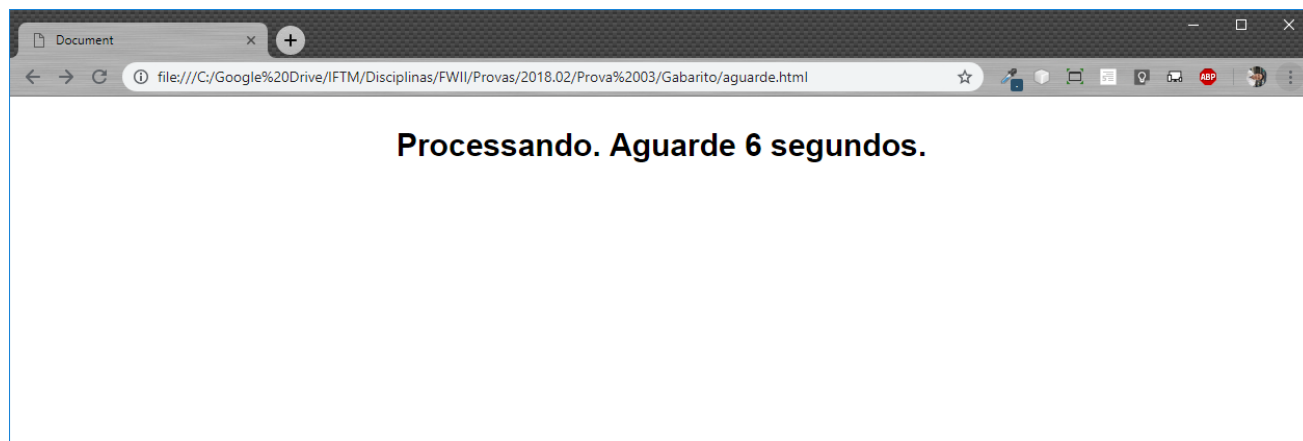 Document
file:///C:/Google%20Drive/IFTM/Disciplinas/FWII/Provas/2018.02/Prova%2003/Gabarito/aguarde.html
ABP
Processando. Aguarde 6 segundos.